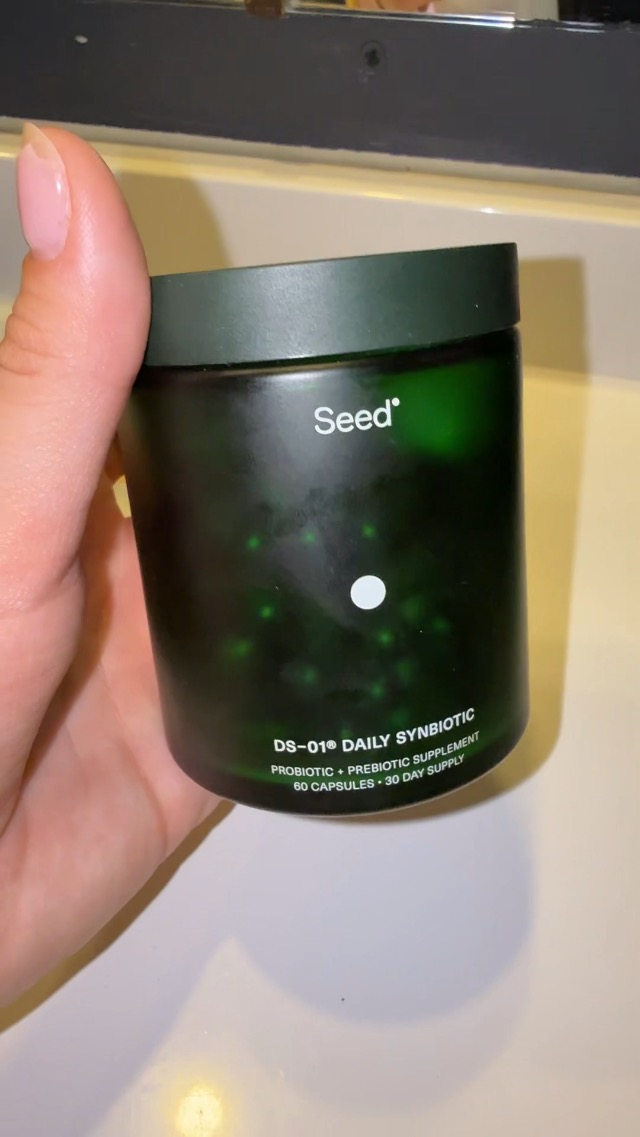 Seed
DS-01® DAILY SYNBIOTIC
PROBIOTIC + PREBIOTIC SUPPLEMENT
60 CAPSULES • 30 DAY SUPPLY